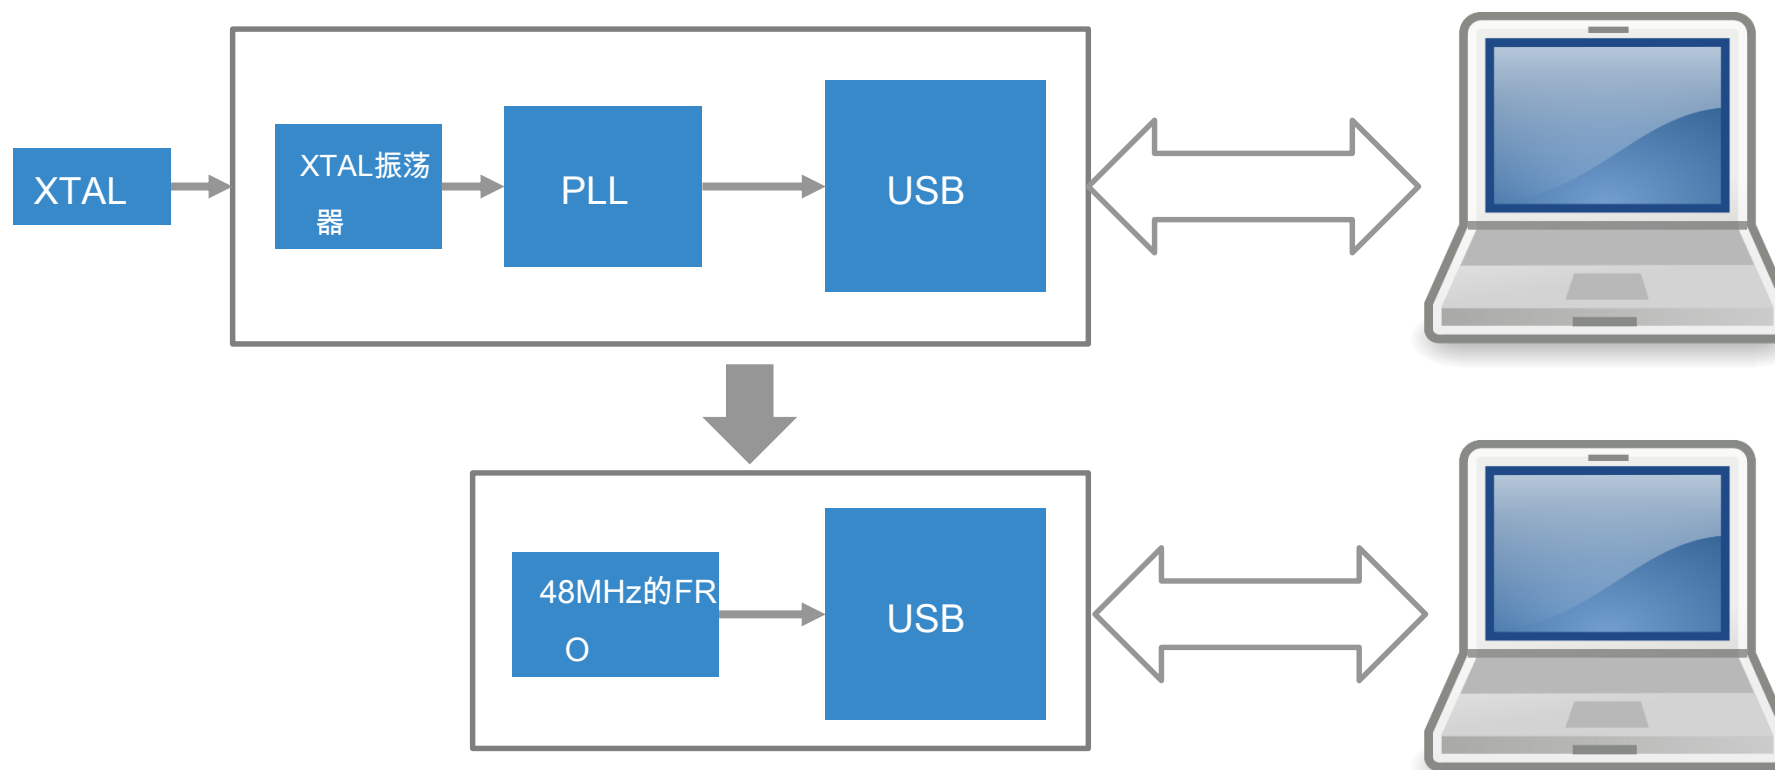 XTAL
XTAL振荡
器
PLL
USB
48MHz的FR
O
USB